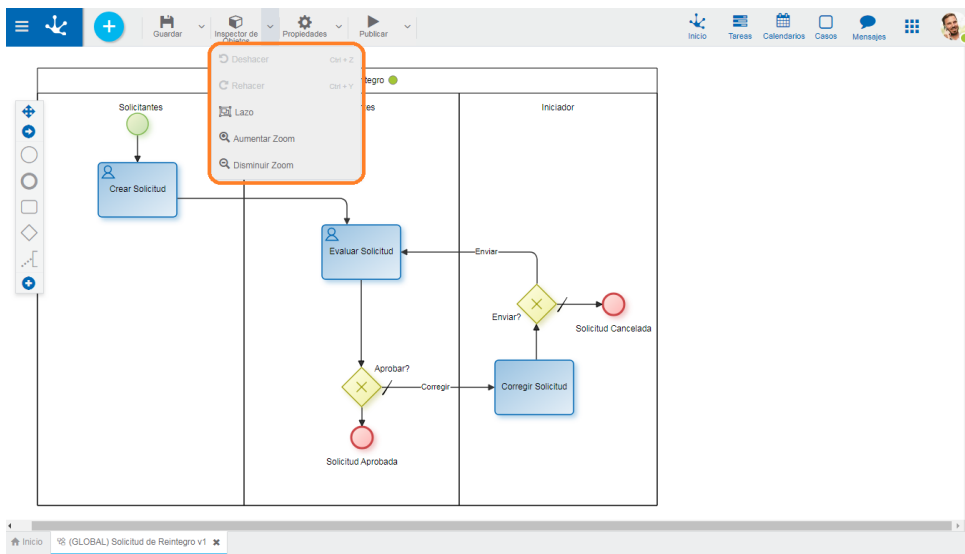 Guardar
Inspector de
Objetos
Propiedades
Publicar
Inicio
Tareas
Calendarios
Casos
Mensajes
Deshacer Ctrl + Z
Rehacer Ctrl + Y
Lazo
Aumentar Zoom
Disminuir Zoom
tegro
Solicitantes
es
Iniciador
Crear Solicitud
Evaluar Solicitud
Enviar
Enviar?
Solicitud Cancelada
Aprobar?
Corregir
Corregir Solicitud
Solicitud Aprobada
Inicio
(GLOBAL) Solicitud de Reintegro v1